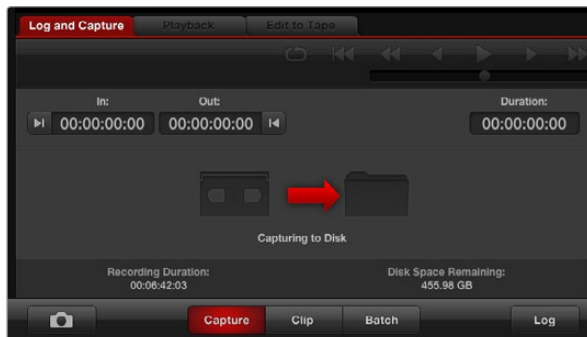 Log and Capture Playback Edit to Tape
In: Out: Duration:
00:00:00:00 00:00:00:00 00:00:00:00
Capturing to Disk
Recording Duration: Disk Space Remaining:
00:06:42:03 455.98 GB
Capture Clip Batch Log